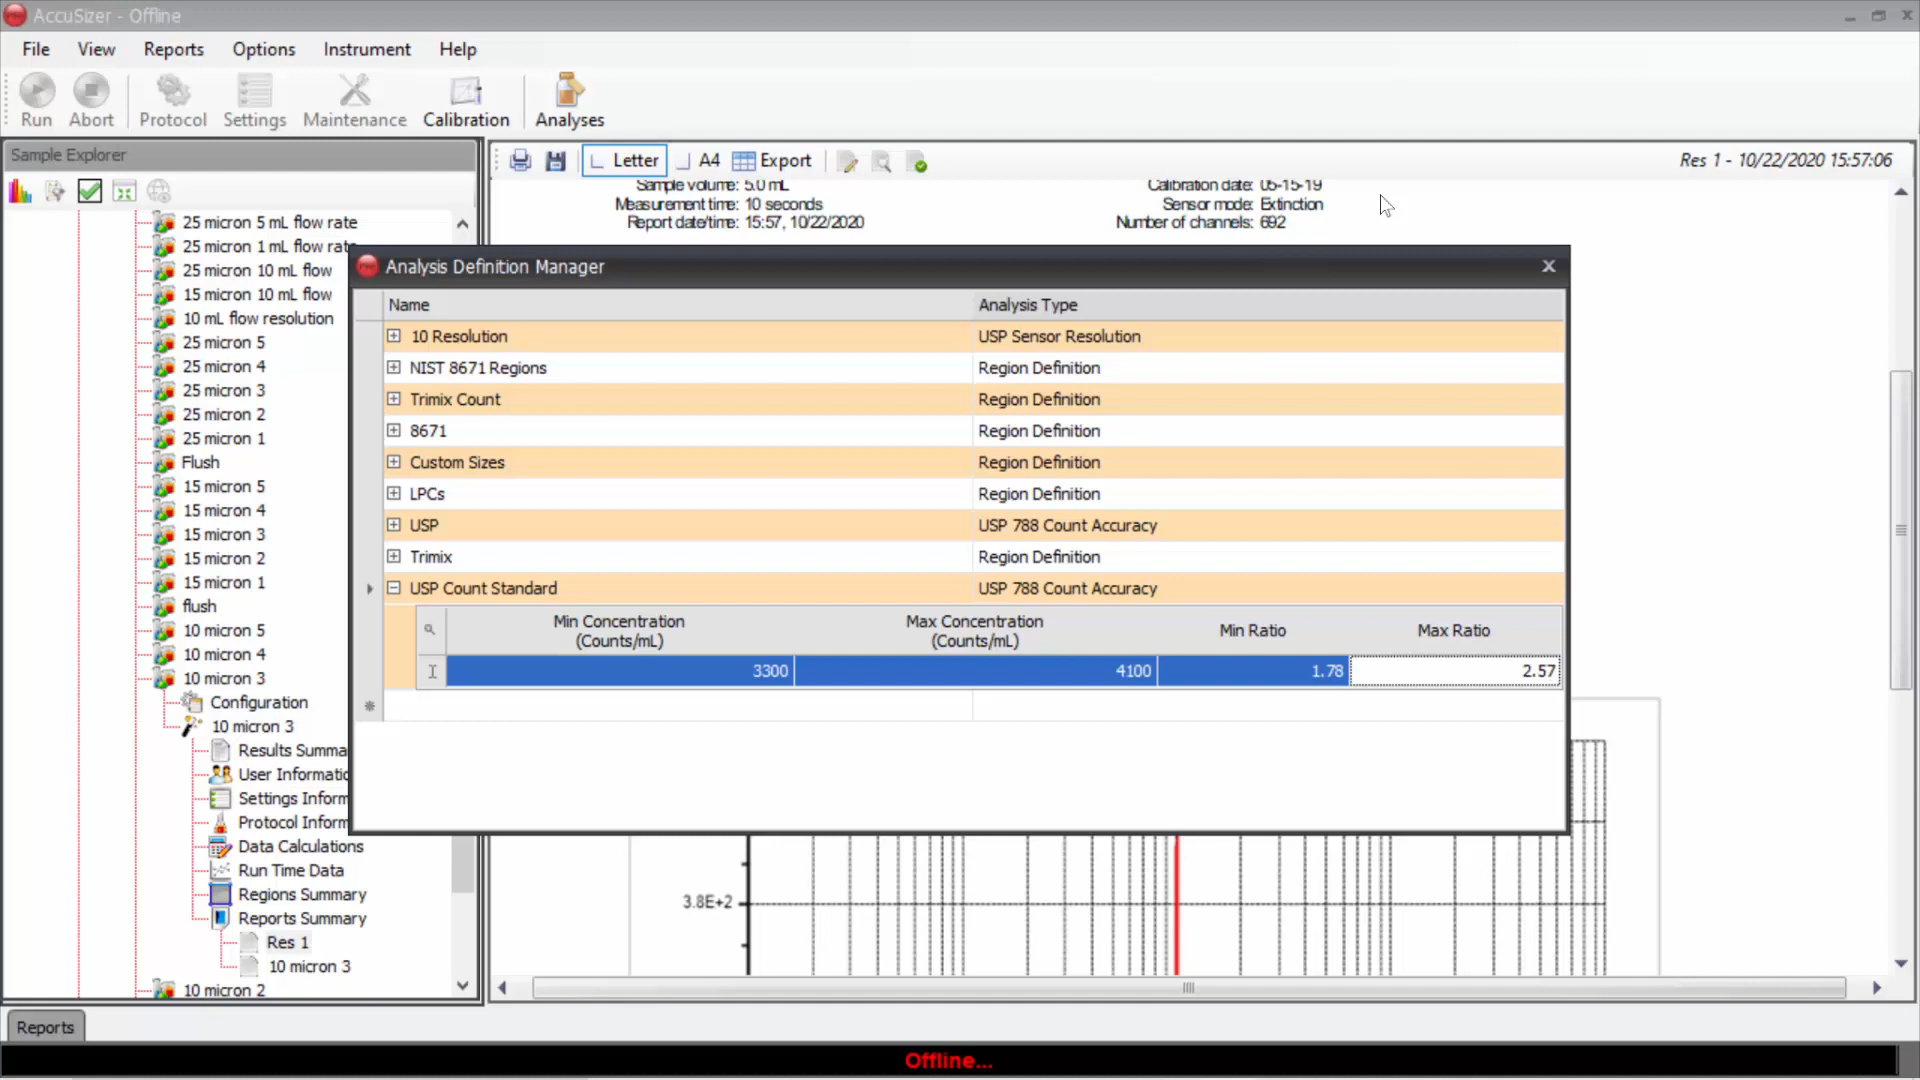 AccuSizer - Offline
File View Reports Options Instrument Help
Run Abort Protocol Settings Maintenance Calibration Analyses
Sample Explorer
25 micron 5 mL flow rate
25 micron 1 mL flow rate
25 micron 10 mL flow
15 micron 10 mL flow
10 mL flow resolution
25 micron 5
25 micron 4
25 micron 3
25 micron 2
25 micron 1
Flush
15 micron 5
15 micron 4
15 micron 3
15 micron 2
15 micron 1
flush
10 micron 5
10 micron 4
10 micron 3
Configuration
10 micron 3
Results Summa
User Informatio
Settings Inform
Protocol Inform
Data Calculations
Run Time Data
Regions Summary
Reports Summary
Res 1
10 micron 3
10 micron 2
Letter A4 Export
Res 1 - 10/22/2020 15:57:06
Sample volume: 5.0 mL
Measurement time: 10 seconds
Report date/time: 15:57, 10/22/2020
Calibration date: 05-15-19
Sensor mode: Extinction
Number of channels: 692
Analysis Definition Manager
Name Analysis Type
10 Resolution USP Sensor Resolution
NIST 8671 Regions Region Definition
Trimix Count Region Definition
8671 Region Definition
Custom Sizes Region Definition
LPCs Region Definition
USP USP 788 Count Accuracy
Trimix Region Definition
USP Count Standard USP 788 Count Accuracy
Min Concentration (Counts/mL) Max Concentration (Counts/mL) Min Ratio Max Ratio
3300 4100 1.78 2.57
3.8E+2
Reports
Offline...